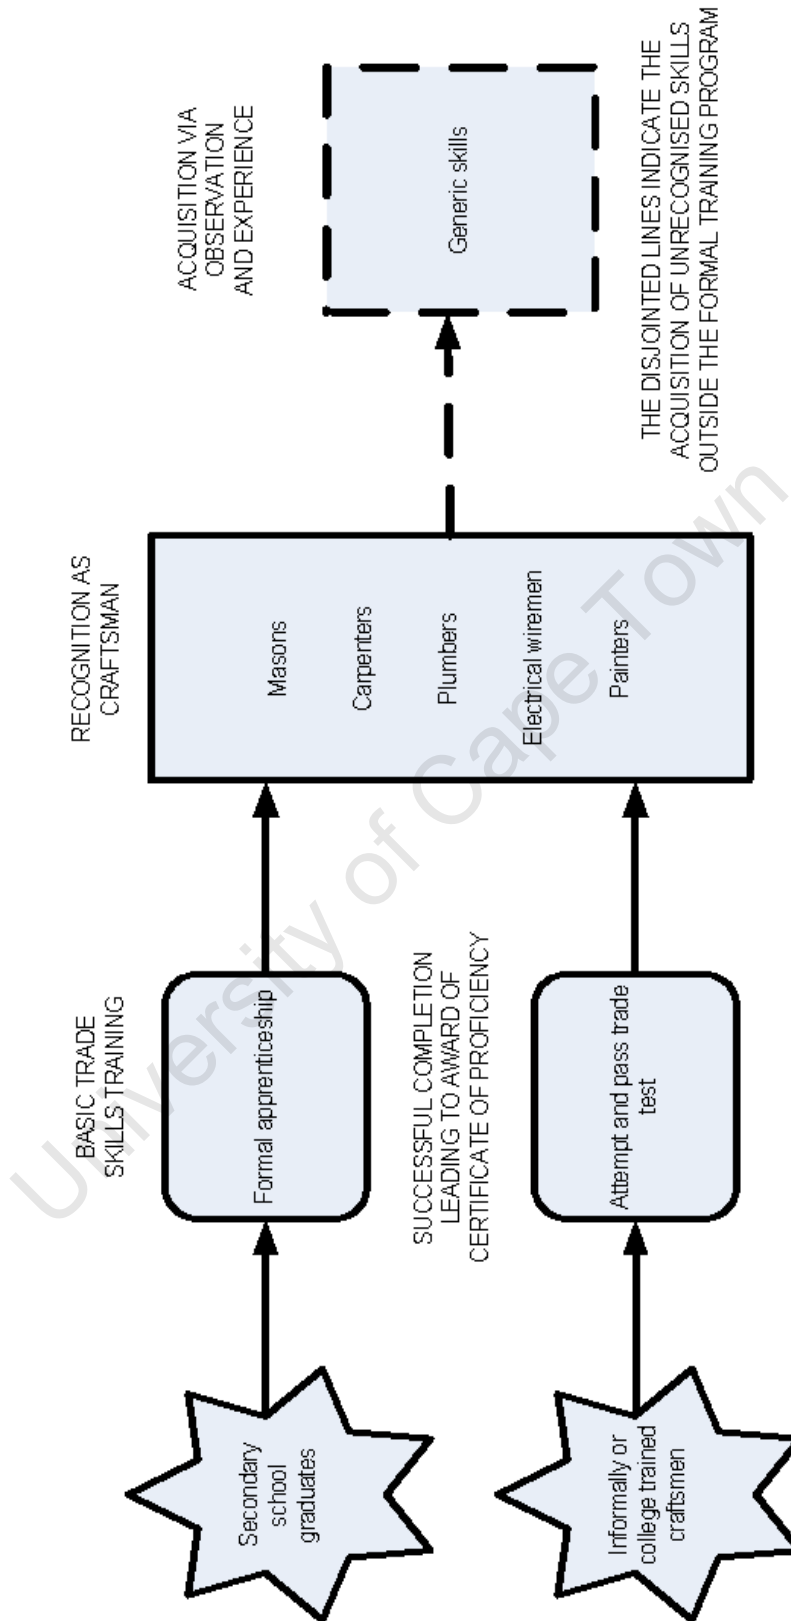 BASIC TRADE
SKILLS TRAINING
RECOGNITION AS
CRAFTSMAN
ACQUISITION VIA
OBSERVATION
AND EXPERIENCE
Secondary
school
graduates
Formal apprenticeship
Masons
Carpenters
Plumbers
Electrical wiremen
Painters
Generic skills
SUCCESSFUL COMPLETION
LEADING TO AWARD OF
CERTIFICATE OF PROFICIENCY
Informally or
college trained
craftsmen
Attempt and pass trade
test
THE DISJOINTED LINES INDICATE THE
ACQUISITION OF UNRECOGNISED SKILLS
OUTSIDE THE FORMAL TRAINING PROGRAM
University of Cape Town